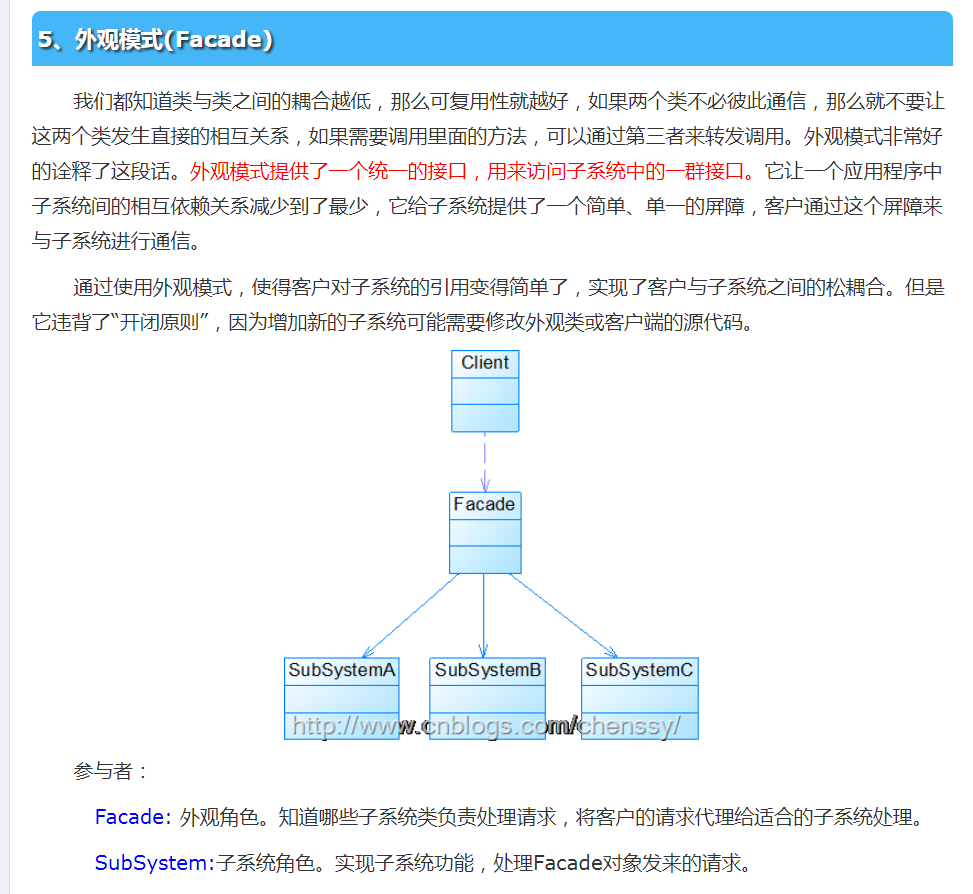 5、外观模式(Facade)
我们都知道类与类之间的耦合越低，那么可复用性就越好，如果两个类不必彼此通信，那么就不要让
这两个类发生直接的相互关系，如果需要调用里面的方法，可以通过第三者来转发调用。外观模式非常好
的诠释了这段话。外观模式提供了一个统一的接口，用来访问子系统中的一群接口。它让一个应用程序中
子系统间的相互依赖关系减少到了最少，它给子系统提供了一个简单、单一的屏障，客户通过这个屏障来
与子系统进行通信。
通过使用外观模式，使得客户对子系统的引用变得简单了，实现了客户与子系统之间的松耦合。但是
它违背了“开闭原则”，因为增加新的子系统可能需要修改外观类或客户端的源代码。
Client
Facade
SubSystemA SubSystemB SubSystemC
http://www.cnblogs.com/chenssy/
参与者：
Facade: 外观角色。知道哪些子系统类负责处理请求，将客户的请求代理给适合的子系统处理。
SubSystem:子系统角色。实现子系统功能，处理Facade对象发来的请求。